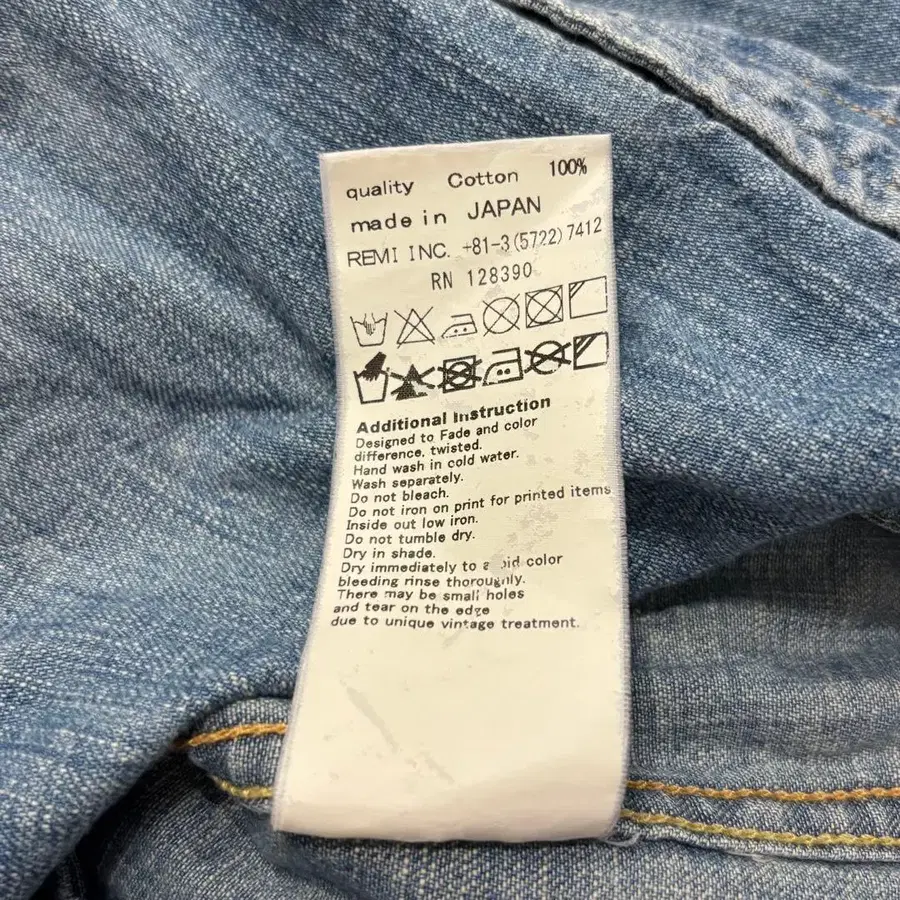 quality Cotton 100%
made in JAPAN
REMI INC. +81-3(5722)7412
RN 128390
Additional Instruction
Designed to Fade and color
difference, twisted.
Hand wash in cold water.
Wash separately.
Do not bleach.
Do not iron on print for printed items
Inside out low iron.
Do not tumble dry.
Dry in shade.
Dry immediately to a oid color
bleeding rinse thoroughly.
There may be small holes
and tear on the edge
due to unique vintage treatment.